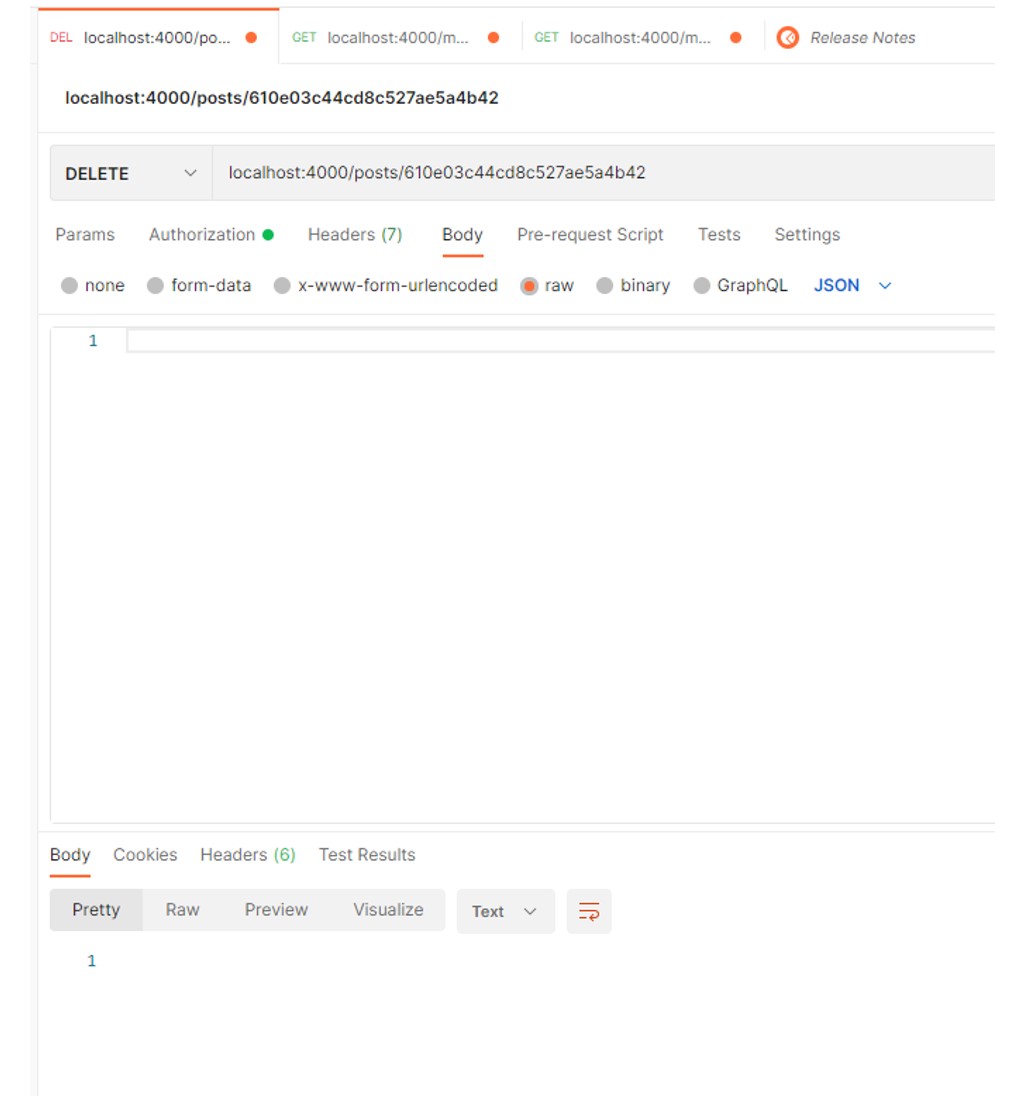 DEL localhost:4000/po... GET localhost:4000/m... GET localhost:4000/m... Release Notes
localhost:4000/posts/610e03c44cd8c527ae5a4b42
DELETE localhost:4000/posts/610e03c44cd8c527ae5a4b42
Params Authorization Headers (7) Body Pre-request Script Tests Settings
none form-data x-www-form-urlencoded raw binary GraphQL JSON
1
Body Cookies Headers (6) Test Results
Pretty Raw Preview Visualize Text
1